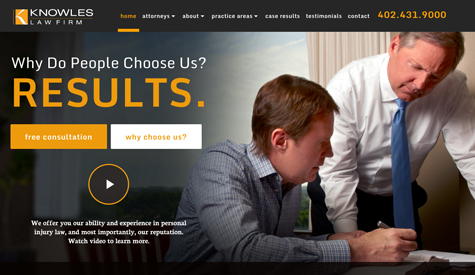 KNOWLES
LAW FIRM
home attorneys about practice areas case results testimonials contact 402.431.9000
Why Do People Choose Us?
RESULTS.
free consultation why choose us?
We offer you our ability and experience in personal
injury law, and most importantly, our reputation.
Watch video to learn more.